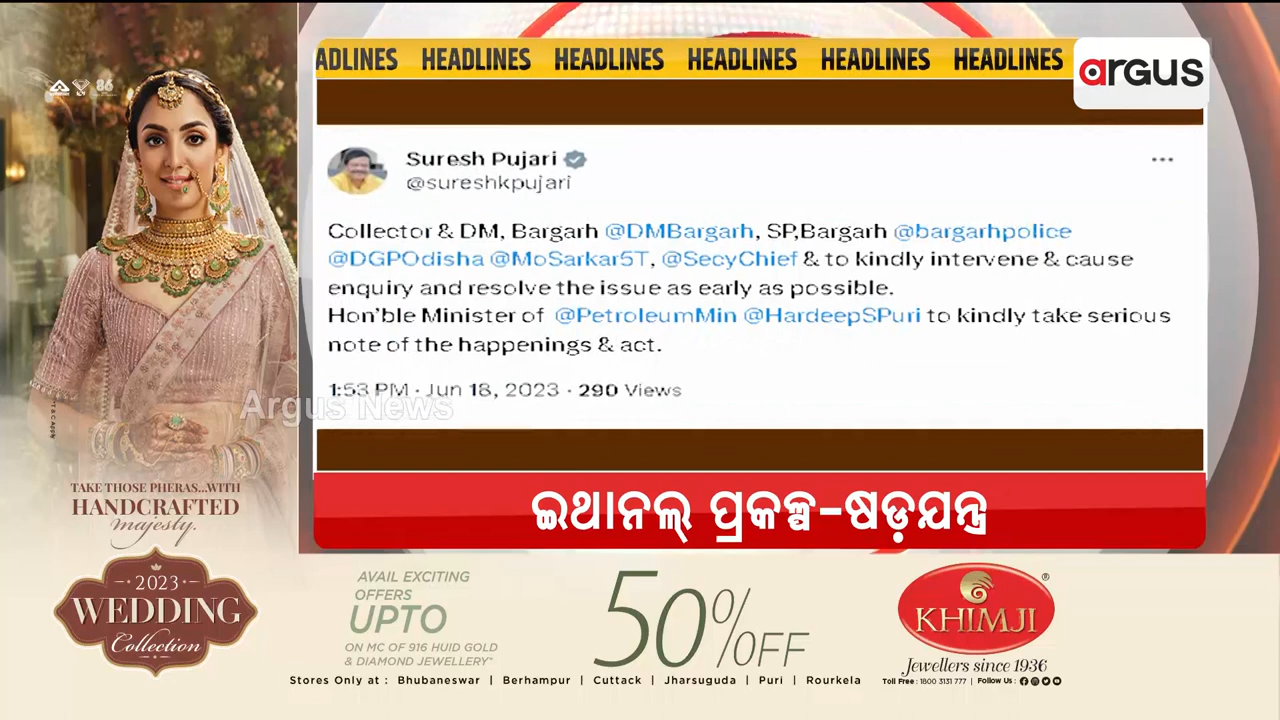 ADLINES HEADLINES HEADLINES HEADLINES HEADLINES HEADLINES
argus
86
Suresh Pujari
@sureshkpujari
Collector & DM, Bargarh @DMBargarh, SP,Bargarh @bargarhpolice
@DGPOdisha @MoSarkar5T, @SecyChief & to kindly intervene & cause
enquiry and resolve the issue as early as possible.
Hon'ble Minister of @PetroleumMin @HardeepSPuri to kindly take serious
note of the happenings & act.
1:53 PM · Jun 18, 2023 · 290 Views
Argus News
ଇଥାନଲ୍ ପ୍ରକଳ୍ପ-ଷଡ଼ଯନ୍ତ୍ର
T & C Apply
TAKE THOSE PHERAS...WITH
HANDCRAFTED
majesty.
2023
WEDDING
Collection
AVAIL EXCITING
OFFERS
UPTO
ON MC OF 916 HUID GOLD
& DIAMOND JEWELLERY*
50% OFF
KHIMJI
®
Jewellers since 1936
Stores Only at : Bhubaneswar | Berhampur | Cuttack | Jharsuguda | Puri | Rourkela
Toll Free : 1800 3131 777 | Follow Us :